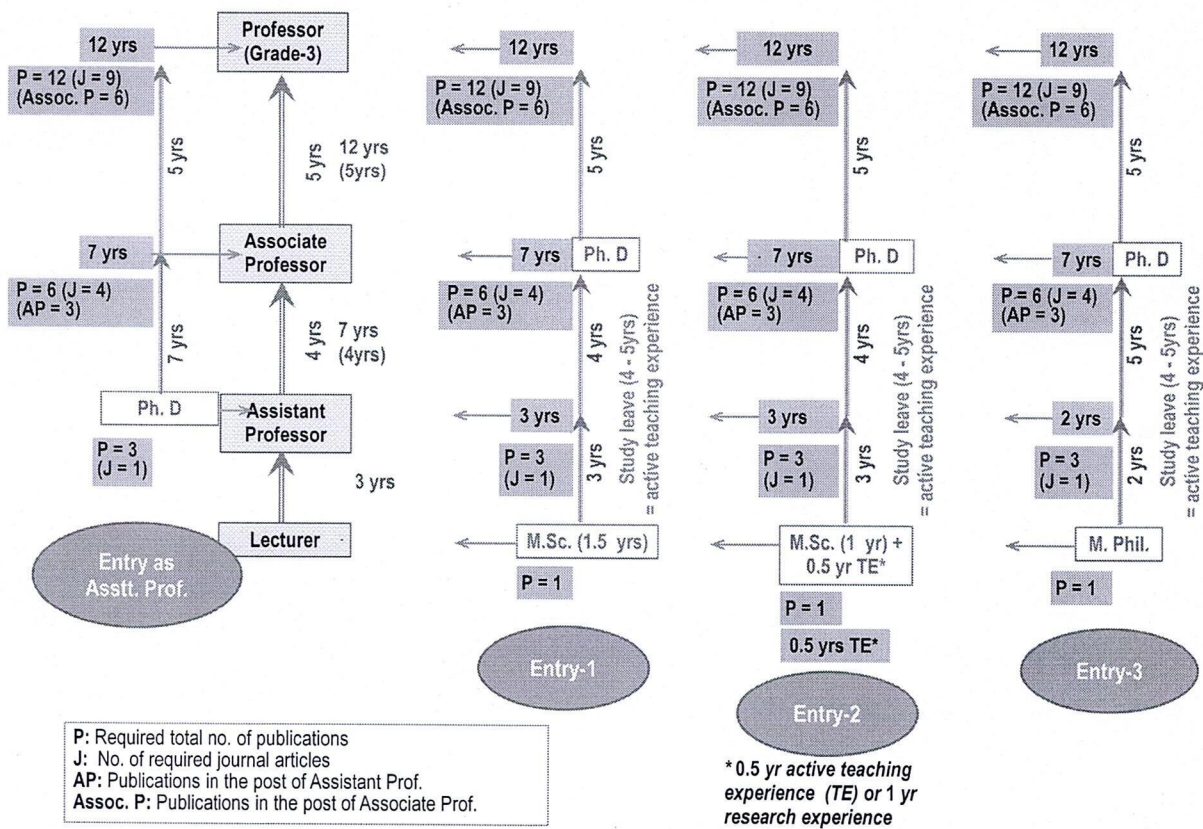 12 yrs
Professor
(Grade-3)
P = 12 (J = 9)
(Assoc. P = 6)
5 yrs
5 yrs
12 yrs
(5yrs)
7 yrs
Associate
Professor
P = 6 (J = 4)
(AP = 3)
7 yrs
4 yrs
7 yrs
(4yrs)
Ph. D
Assistant
Professor
P = 3
(J = 1)
3 yrs
Lecturer
Entry as
Asstt. Prof.
12 yrs
P = 12 (J = 9)
(Assoc. P = 6)
5 yrs
7 yrs
Ph. D
P = 6 (J = 4)
(AP = 3)
4 yrs
Study leave (4 - 5yrs)
= active teaching experience
3 yrs
P = 3
(J = 1)
3 yrs
M.Sc. (1.5 yrs)
P = 1
Entry-1
12 yrs
P = 12 (J = 9)
(Assoc. P = 6)
5 yrs
7 yrs
Ph. D
P = 6 (J = 4)
(AP = 3)
4 yrs
Study leave (4 - 5yrs)
= active teaching experience
3 yrs
P = 3
(J = 1)
3 yrs
M.Sc. (1 yr) +
0.5 yr TE*
P = 1
0.5 yrs TE*
Entry-2
* 0.5 yr active teaching
experience (TE) or 1 yr
research experience
12 yrs
P = 12 (J = 9)
(Assoc. P = 6)
5 yrs
7 yrs
Ph. D
P = 6 (J = 4)
(AP = 3)
5 yrs
Study leave (4 - 5yrs)
= active teaching experience
2 yrs
P = 3
(J = 1)
2 yrs
M. Phil.
P = 1
Entry-3
P: Required total no. of publications
J: No. of required journal articles
AP: Publications in the post of Assistant Prof.
Assoc. P: Publications in the post of Associate Prof.